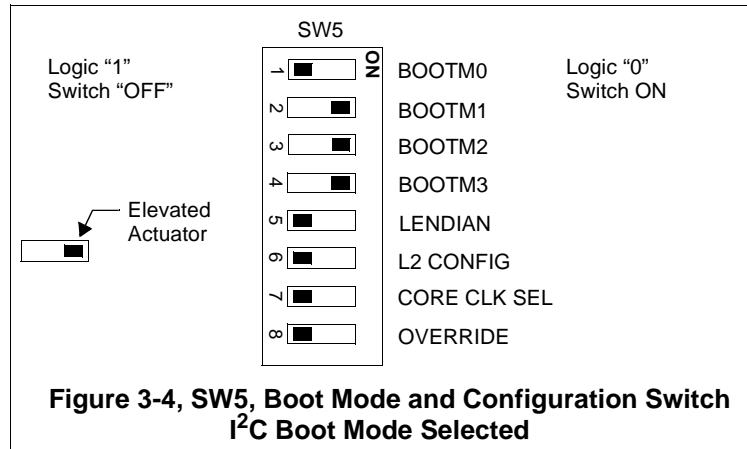 SW5
ON
Logic “1”
Switch “OFF”
Logic “0”
Switch ON
1 BOOTM0
2 BOOTM1
3 BOOTM2
4 BOOTM3
5 LENDIAN
6 L2 CONFIG
7 CORE CLK SEL
8 OVERRIDE
Elevated
Actuator
Figure 3-4, SW5, Boot Mode and Configuration Switch
I²C Boot Mode Selected